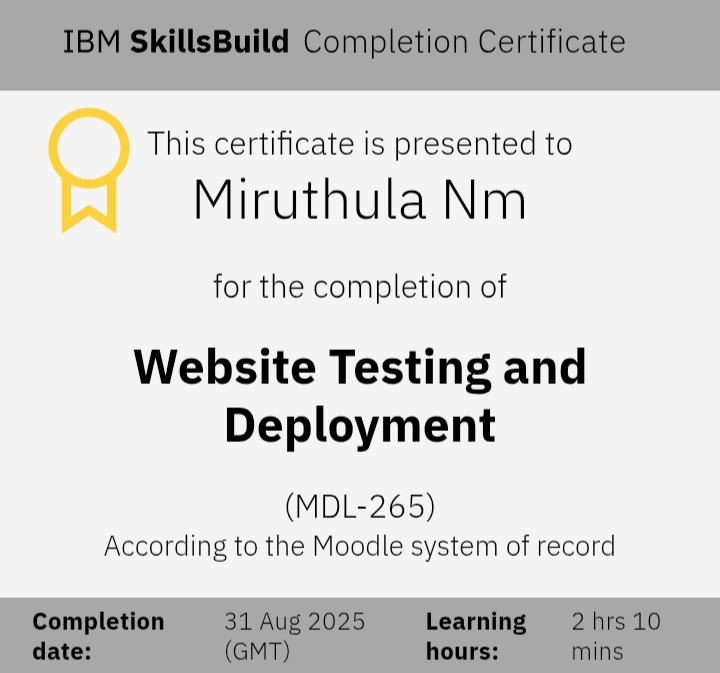 IBM SkillsBuild Completion Certificate
This certificate is presented to
Miruthula Nm
for the completion of
Website Testing and
Deployment
(MDL-265)
According to the Moodle system of record
Completion date: 31 Aug 2025 (GMT) Learning hours: 2 hrs 10 mins